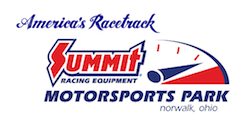 America's Racetrack
SUMMIT
RACING EQUIPMENT
MOTORSPORTS PARK
norwalk, ohio